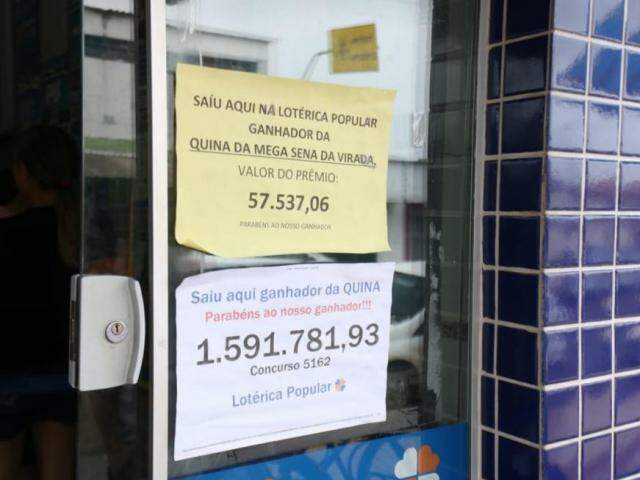 SAÍU AQUI NA LOTÉRICA POPULAR
GANHADOR DA
QUINA DA MEGA SENA DA VIRADA,
VALOR DO PRÊMIO:
57.537,06
PARABÉNS AO NOSSO GANHADOR
Saiu aqui ganhador da QUINA
Parabéns ao nosso ganhador!!!
1.591.781,93
Concurso 5162
Lotérica Popular